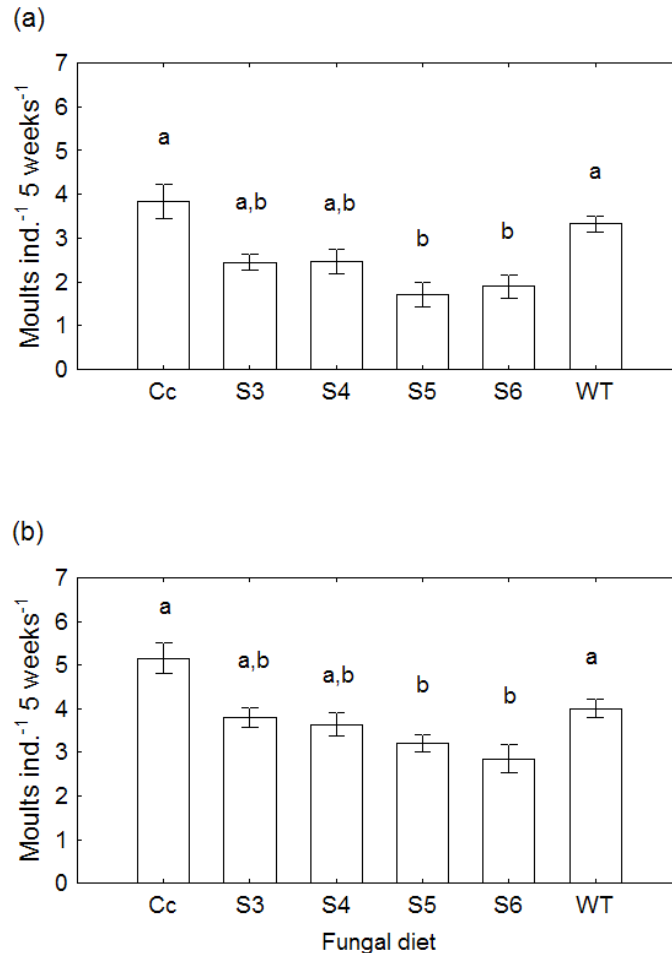 (a)
Moults ind.⁻¹ 5 weeks⁻¹
7
6
5
4
3
2
1
0
a
a,b
a,b
b
b
a
Cc S3 S4 S5 S6 WT
(b)
Moults ind.⁻¹ 5 weeks⁻¹
7
6
5
4
3
2
1
0
a
a,b
a,b
b
b
a
Cc S3 S4 S5 S6 WT
Fungal diet